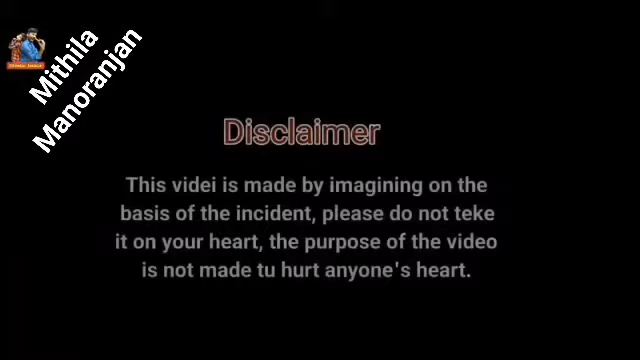 Mithila
Manoranjan
Disclaimer
This videi is made by imagining on the
basis of the incident, please do not teke
it on your heart, the purpose of the video
is not made tu hurt anyone's heart.